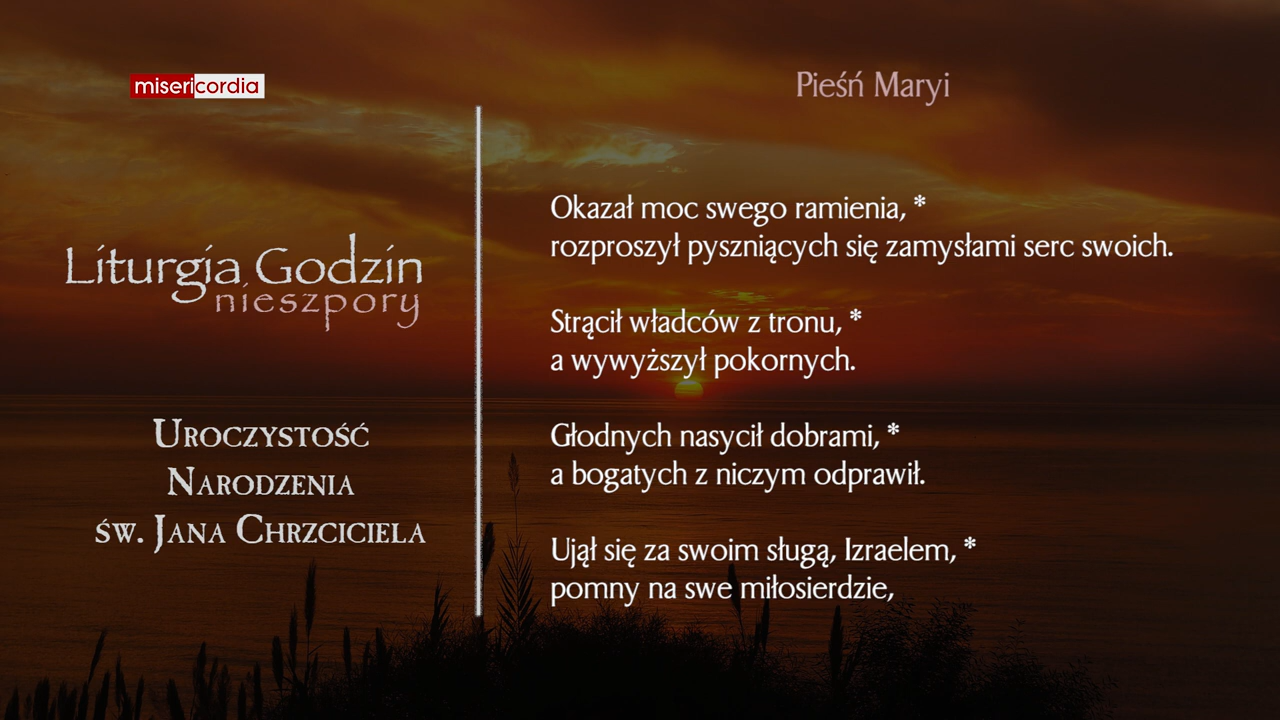 misericordia
Liturgia Godzin
nieszpory
Uroczystość
Narodzenia
św. Jana Chrzciciela
Pieśń Maryi
Okazał moc swego ramienia, *
rozproszył pyszniących się zamysłami serc swoich.
Strącił władców z tronu, *
a wywyższył pokornych.
Głodnych nasycił dobrami, *
a bogatych z niczym odprawił.
Ujął się za swoim sługą, Izraelem, *
pomny na swe miłosierdzie,